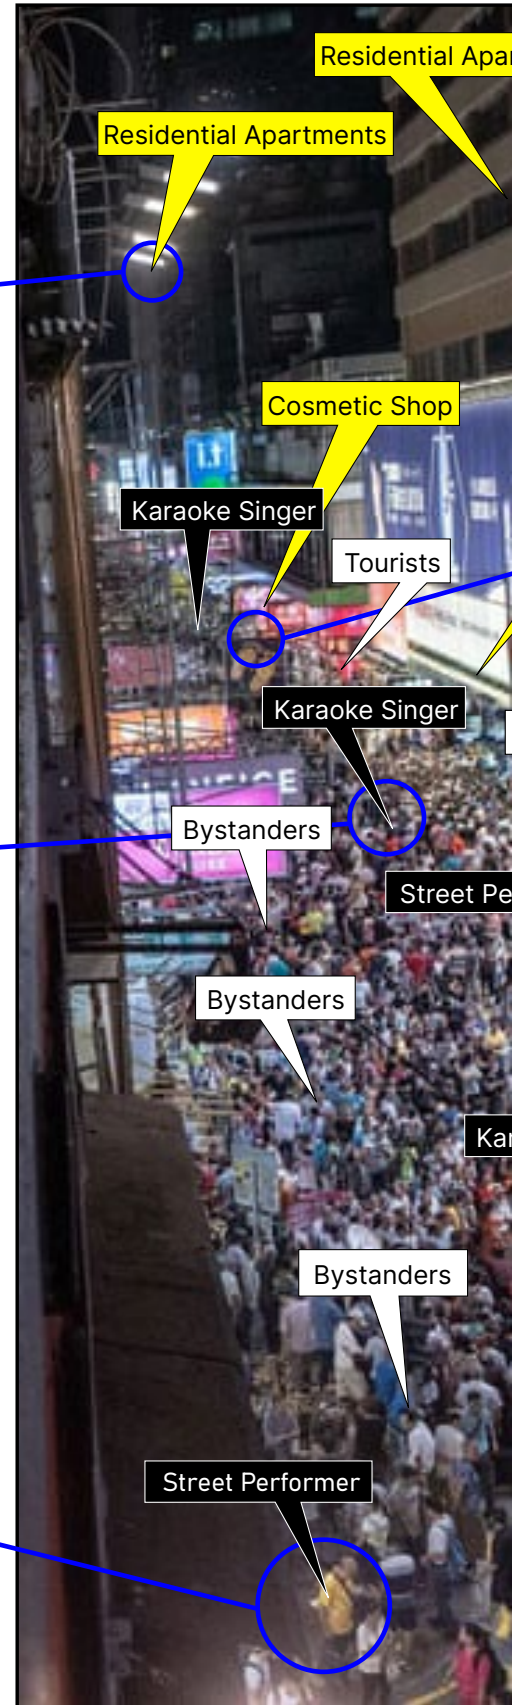 Residential Apar
Residential Apartments
Cosmetic Shop
Karaoke Singer
Tourists
Karaoke Singer
Bystanders
Street Pe
Bystanders
Kar
Bystanders
Street Performer